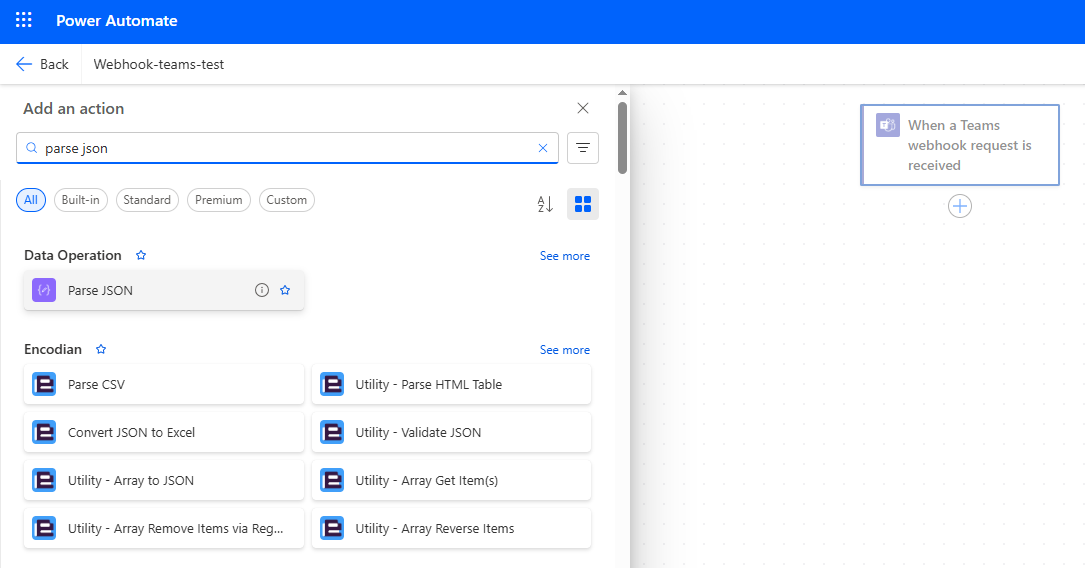 Power Automate
Back
Webhook-teams-test
Add an action
parse json
All
Built-in
Standard
Premium
Custom
Data Operation
See more
Parse JSON
Encodian
See more
Parse CSV
Utility - Parse HTML Table
Convert JSON to Excel
Utility - Validate JSON
Utility - Array to JSON
Utility - Array Get Item(s)
Utility - Array Remove Items via Reg...
Utility - Array Reverse Items
When a Teams
webhook request is
received